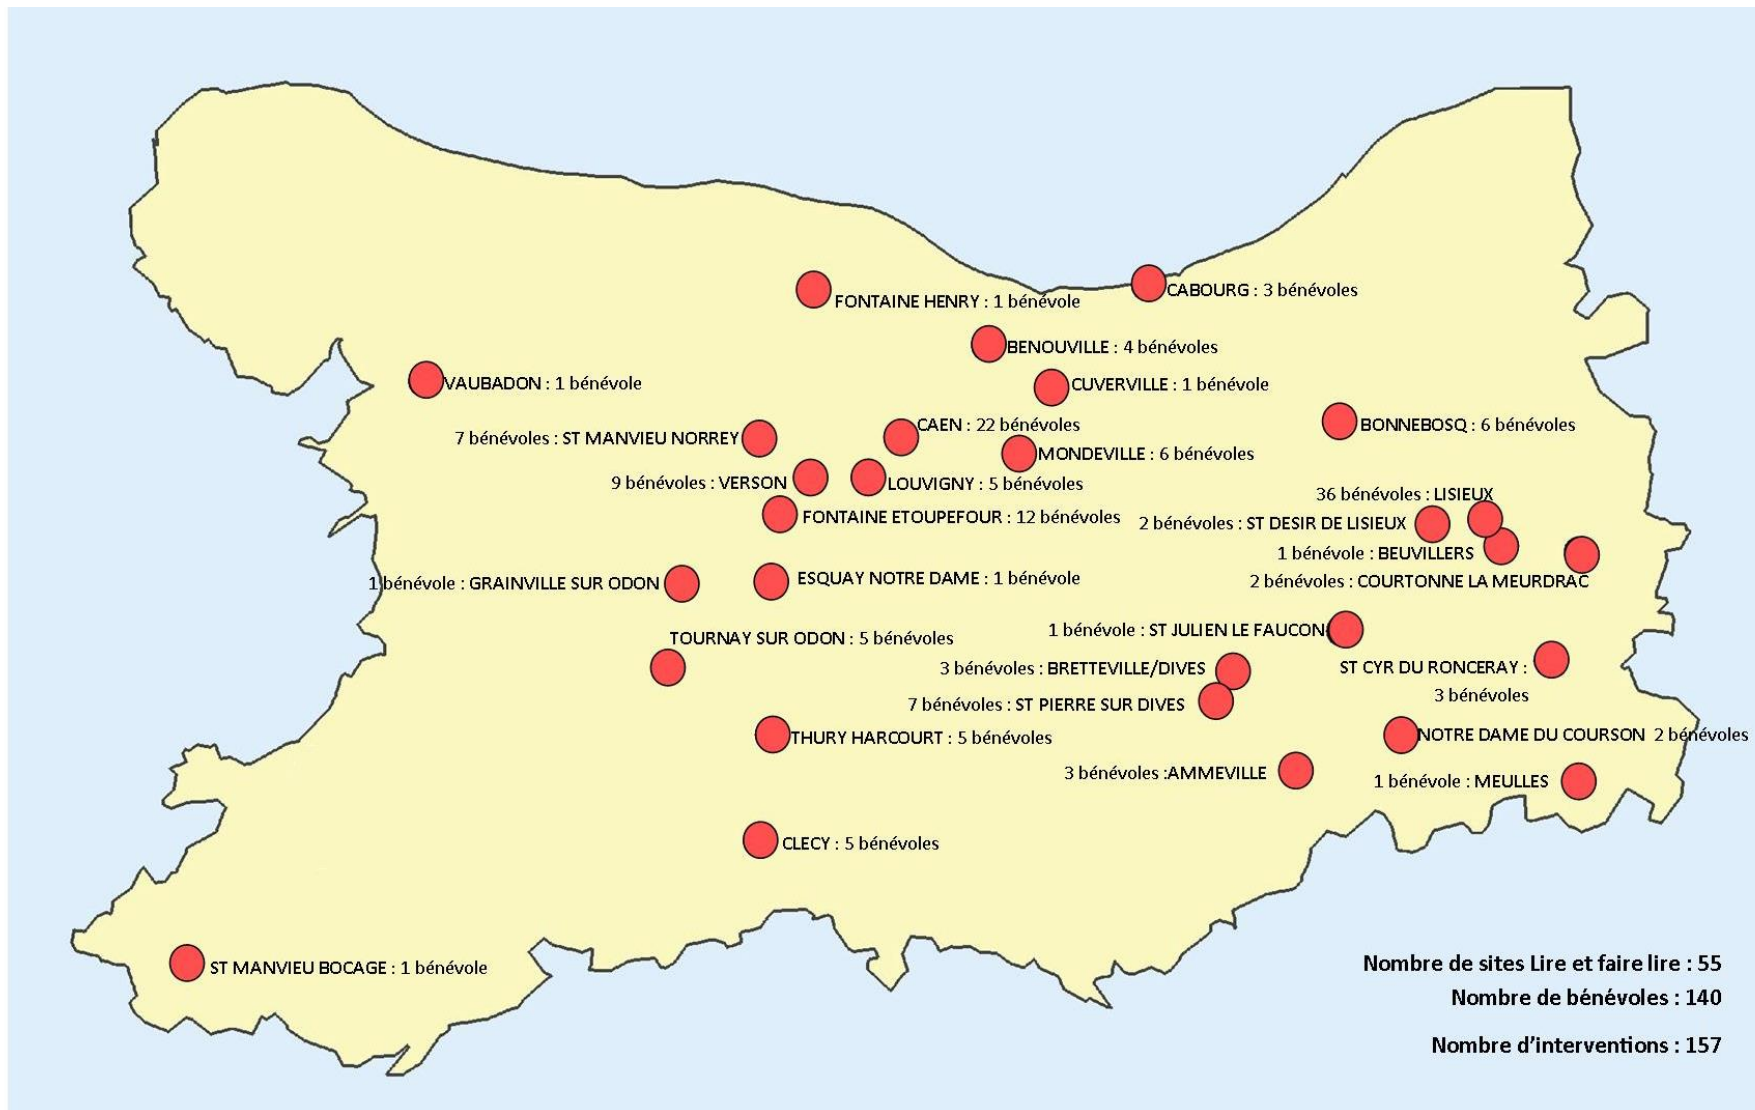 FONTAINE HENRY : 1 bénévole
CABOURG : 3 bénévoles
BENOUVILLE : 4 bénévoles
VAUBADON : 1 bénévole
CUVERVILLE : 1 bénévole
CAEN : 22 bénévoles
BONNEBOSQ : 6 bénévoles
7 bénévoles : ST MANVIEU NORREY
MONDEVILLE : 6 bénévoles
9 bénévoles : VERSON
LOUVIGNY : 5 bénévoles
36 bénévoles : LISIEUX
FONTAINE ETOUPEFOUR : 12 bénévoles
2 bénévoles : ST DESIR DE LISIEUX
1 bénévole : BEUVILLERS
1 bénévole : GRAINVILLE SUR ODON
ESQUAY NOTRE DAME : 1 bénévole
2 bénévoles : COURTONNE LA MEURDRAC
TOURNAY SUR ODON : 5 bénévoles
1 bénévole : ST JULIEN LE FAUCON
3 bénévoles : BRETTEVILLE/DIVES
ST CYR DU RONCERAY :
3 bénévoles
7 bénévoles : ST PIERRE SUR DIVES
THURY HARCOURT : 5 bénévoles
NOTRE DAME DU COURSON 2 bénévoles
3 bénévoles :AMMEVILLE
1 bénévole : MEULLES
CLECY : 5 bénévoles
ST MANVIEU BOCAGE : 1 bénévole
Nombre de sites Lire et faire lire : 55
Nombre de bénévoles : 140
Nombre d'interventions : 157